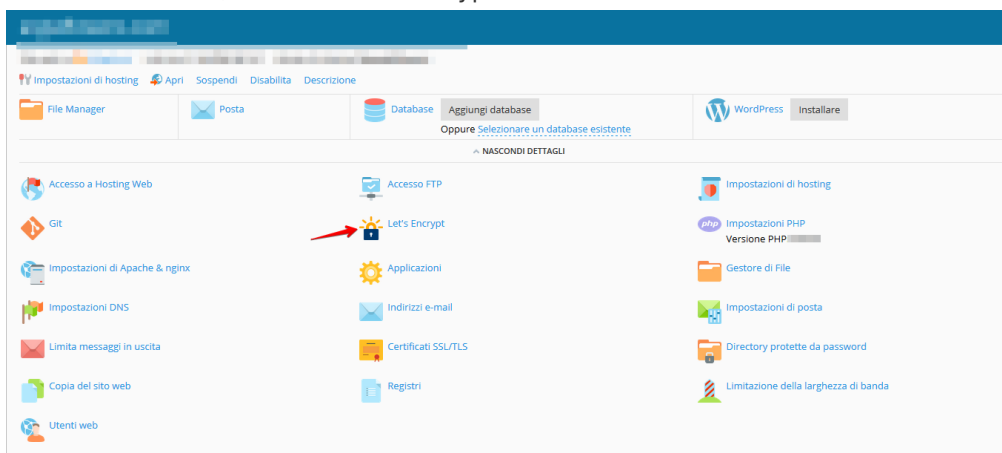 Impostazioni di hosting Apri Sospendi Disabilita Descrizione
File Manager Posta Database Aggiungi database WordPress Installare
Oppure Selezionare un database esistente
NASCONDI DETTAGLI
Accesso a Hosting Web Accesso FTP Impostazioni di hosting
Git Let's Encrypt php Impostazioni PHP
Versione PHP
Impostazioni di Apache & nginx Applicazioni Gestore di File
Impostazioni DNS Indirizzi e-mail Impostazioni di posta
Limita messaggi in uscita Certificati SSL/TLS Directory protette da password
Copia del sito web Registri Limitazione della larghezza di banda
Utenti web